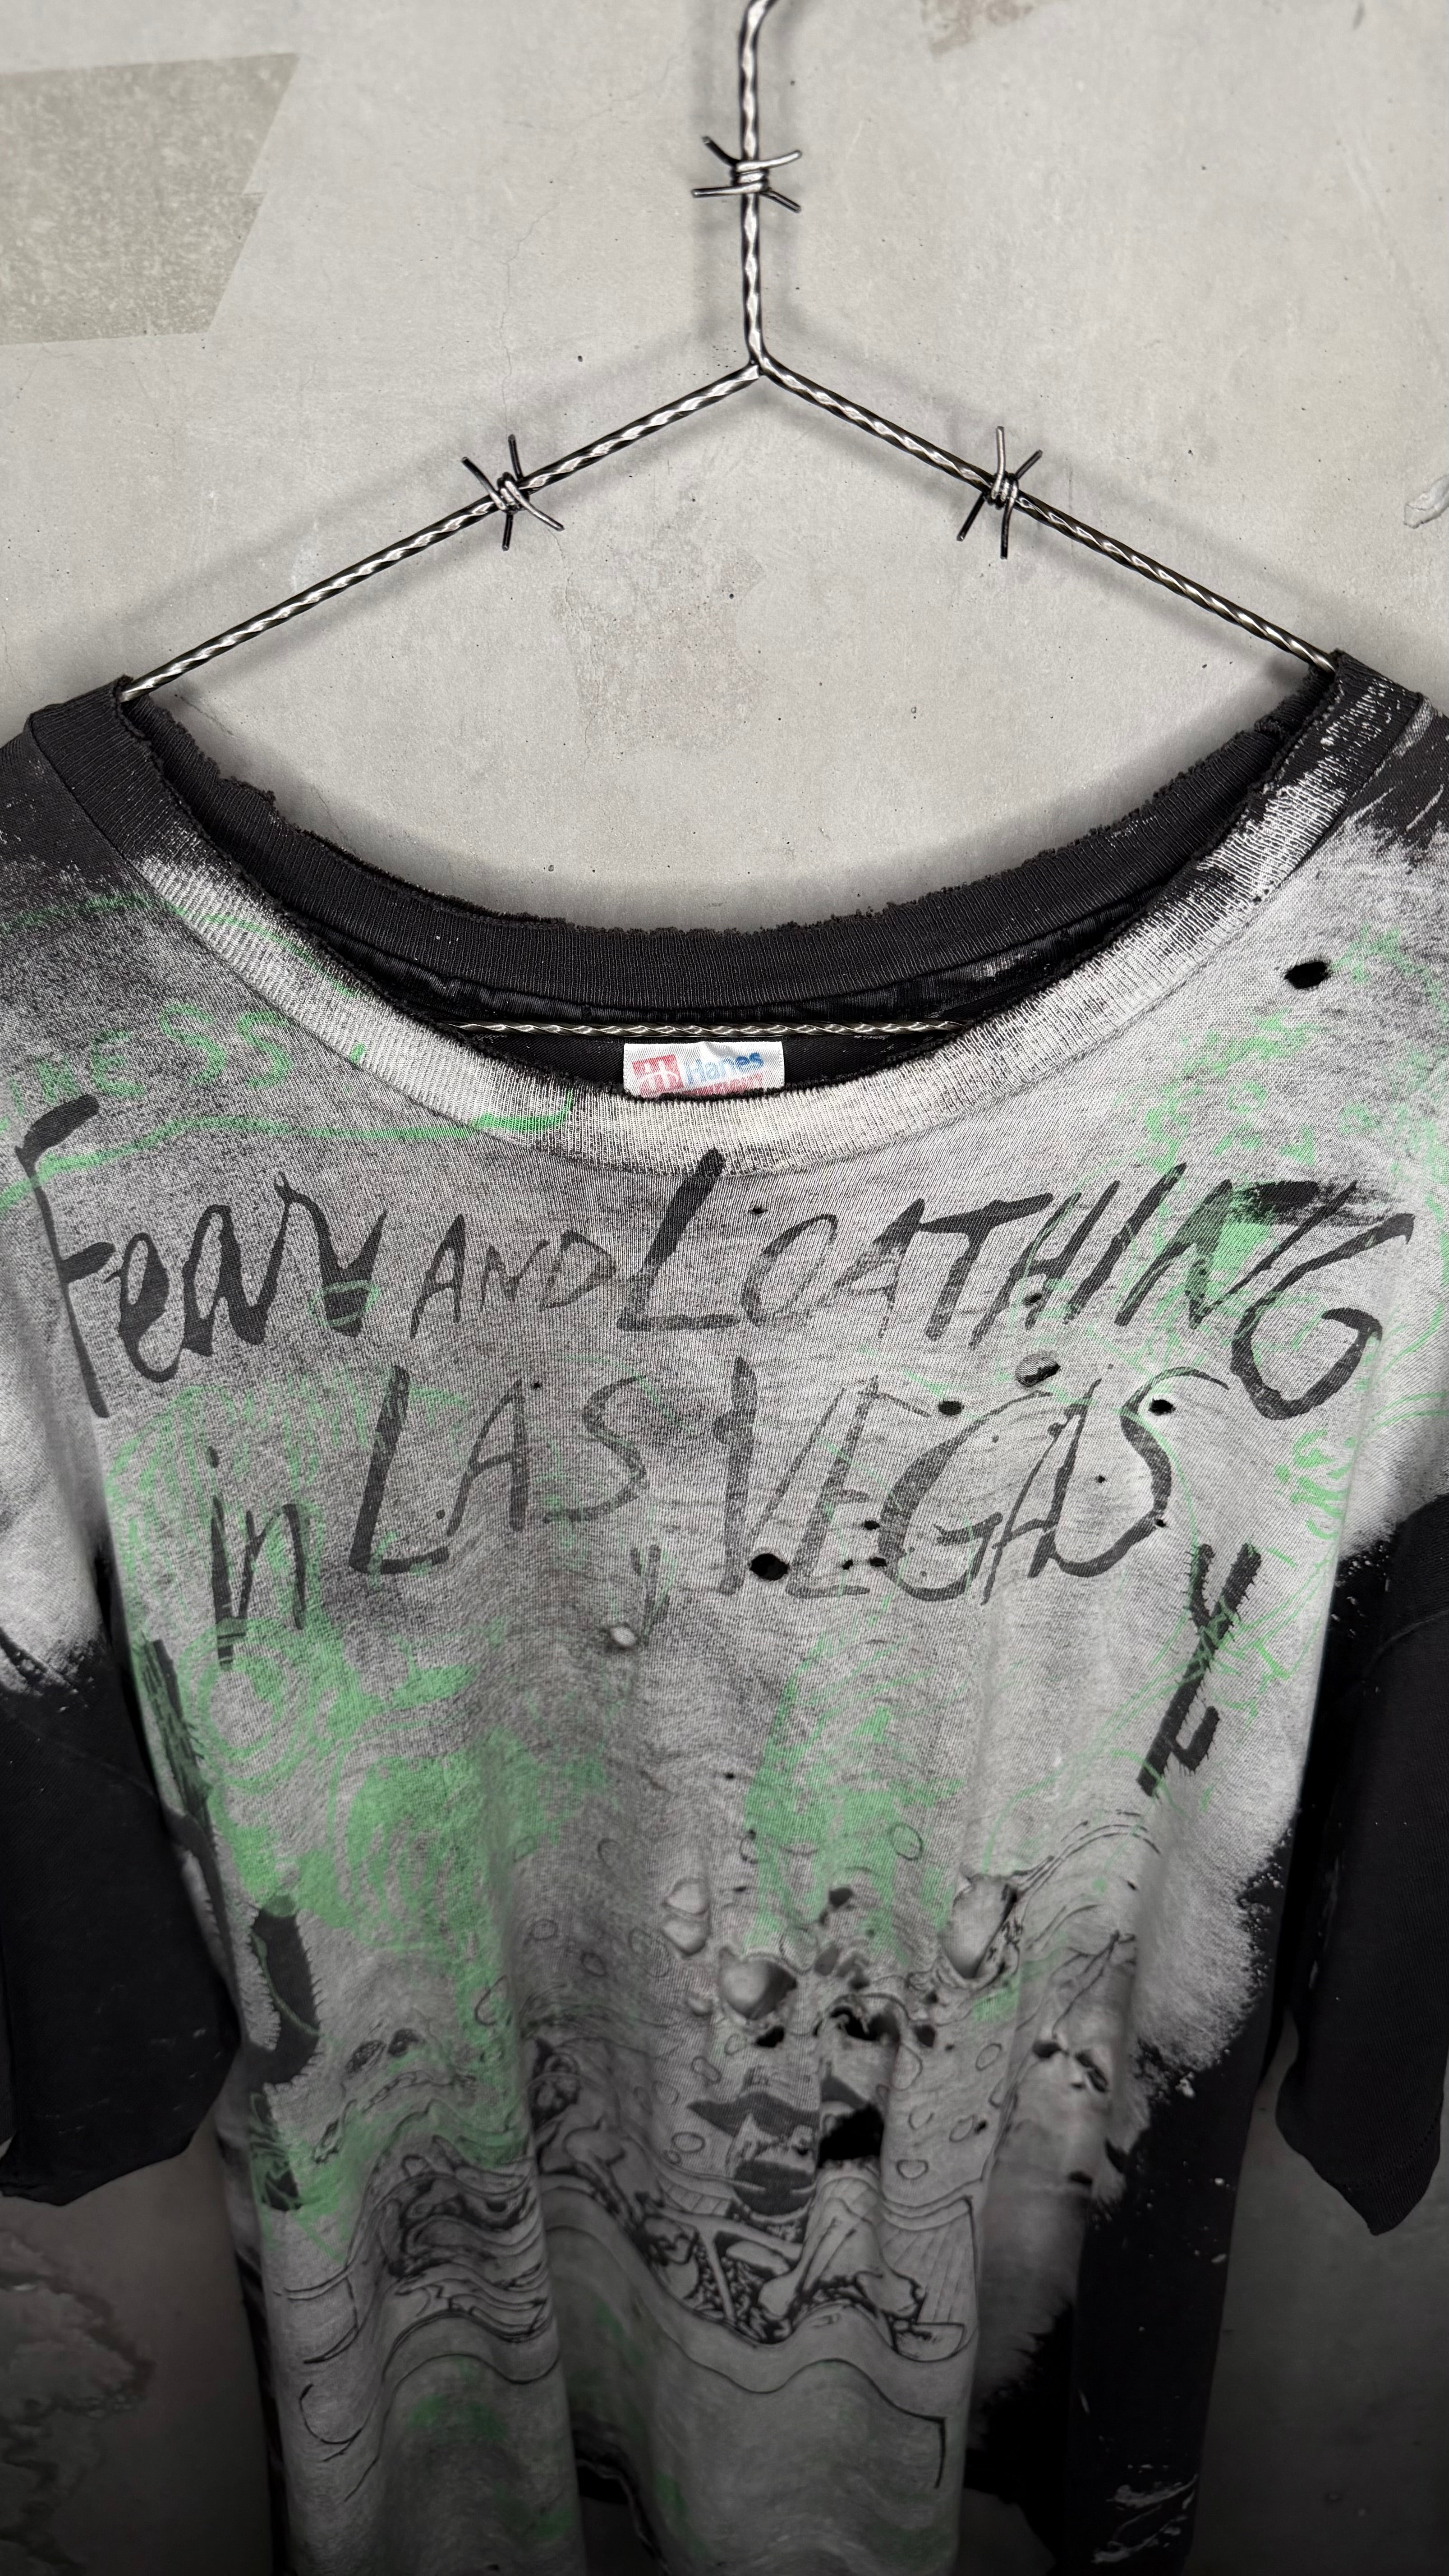 Hanes
Fear AND LOATHING
in LAS VEGAS